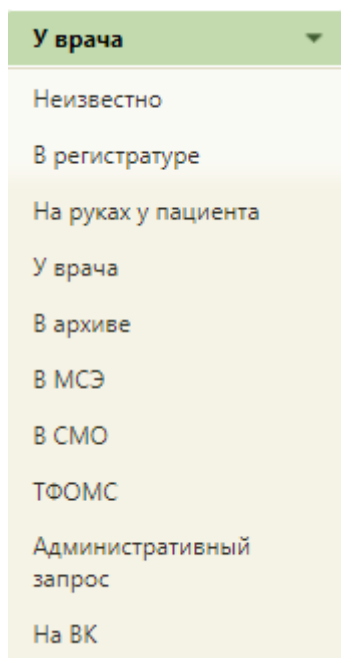 У врача
Неизвестно
В регистратуре
На руках у пациента
У врача
В архиве
В МСЭ
В СМО
ТФОМС
Административный
запрос
На ВК